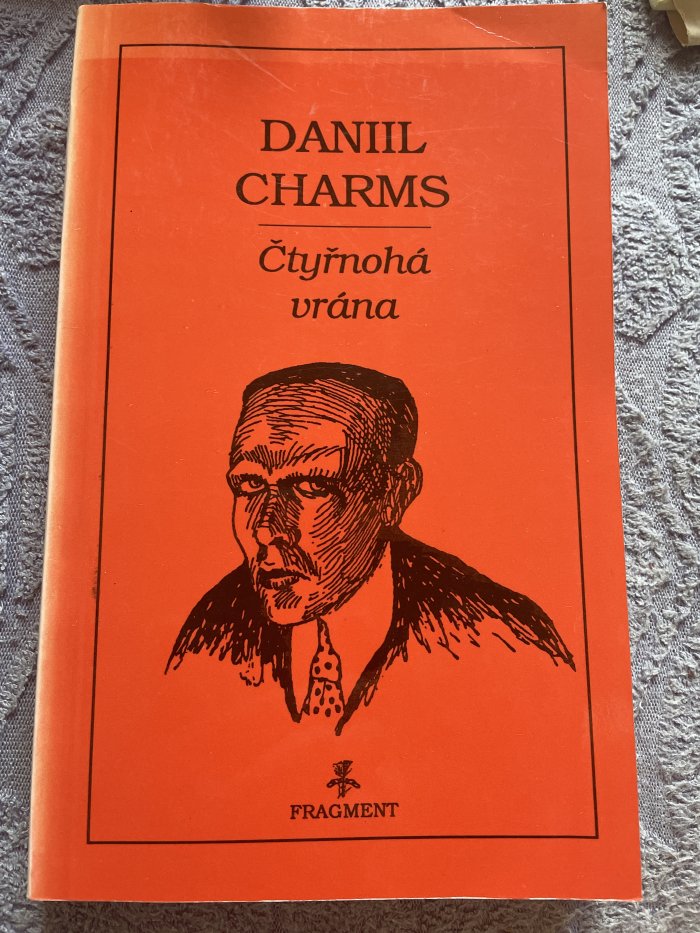 DANIIL
CHARMS
Čtyřnohá
vrána
FRAGMENT